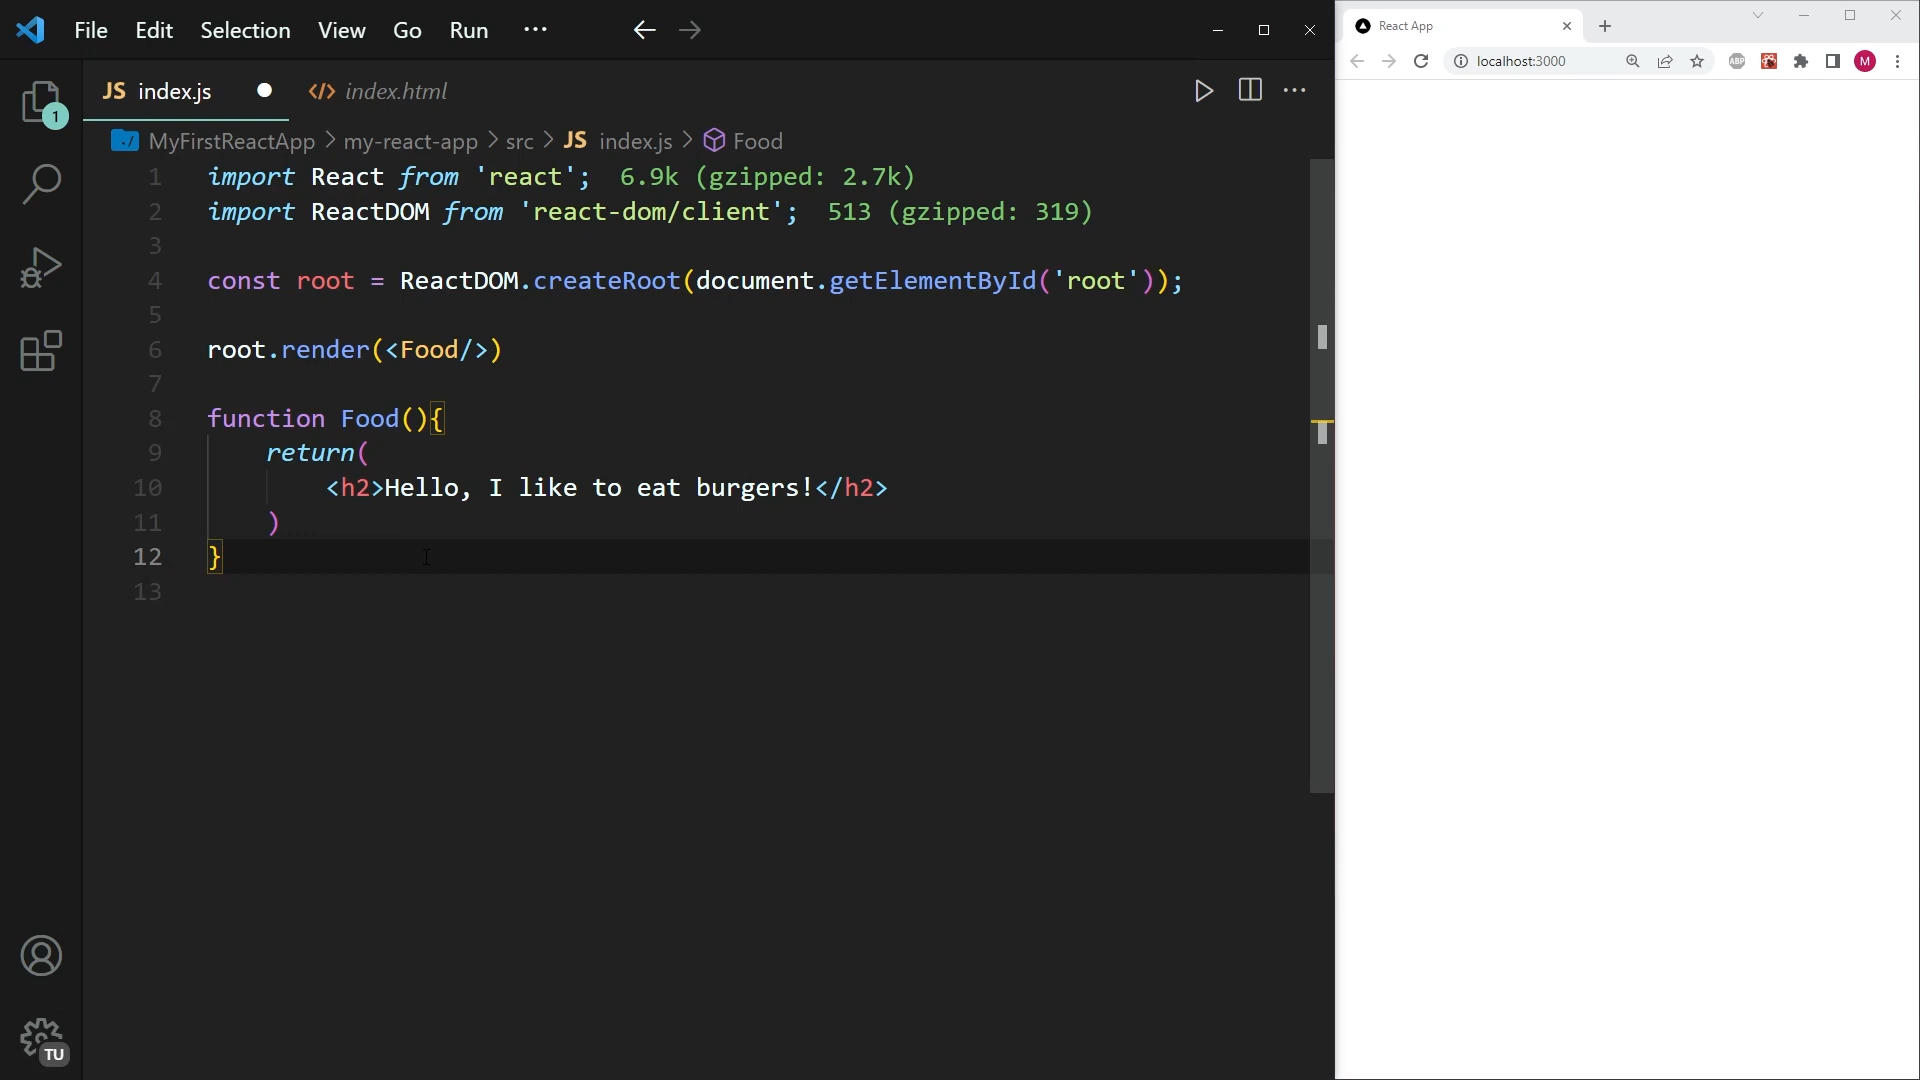 File Edit Selection View Go Run ···
JS index.js
</> index.html
1
MyFirstReactApp > my-react-app > src > JS index.js > Food
1 import React from 'react'; 6.9k (gzipped: 2.7k)
2 import ReactDOM from 'react-dom/client'; 513 (gzipped: 319)
3
4 const root = ReactDOM.createRoot(document.getElementById('root'));
5
6 root.render(<Food/>)
7
8 function Food(){
9 return(
10 <h2>Hello, I like to eat burgers!</h2>
11 )
12 }
13
TU
React App
localhost:3000
ABP
M